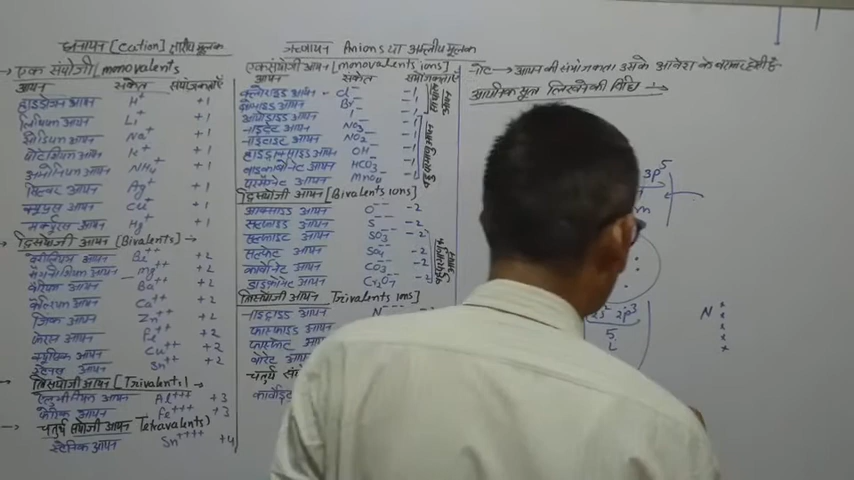 धनायन [Cation] क्षारीय मूलक
→ एक संयोजी [monovalents
आयन संकेत संयोजकताएँ
हाइड्रोजन आयन H+ +1
लिथियम आयन Li+ +1
सोडियम आयन Na+ +1
पोटेशियम आयन K+ +1
अमोनियम आयन NH4+ +1
सिल्वर आयन Ag+ +1
क्यूप्रस आयन Cu+ +1
मर्क्यूरस आयन Hg+ +1
→ द्विसंयोजी आयन [Bivalents] →
बेरीलियम आयन Be++ +2
मैग्नीशियम आयन mg++ +2
बेरियम आयन Ba++ +2
कैल्शियम आयन Ca++ +2
जिंक आयन Zn++ +2
फेरस आयन Fe++ +2
क्यूप्रिक आयन Cu++ +2
स्टैनस आयन Sn++ +2
→ त्रिसंयोजी आयन [Trivalents] →
एल्युमीनियम आयन Al+++ +3
फेरिक आयन Fe+++ +3
→ चतुर्थ संयोजी आयन Tetravalents)
स्टैनिक आयन Sn++++ +4
ऋणायन Anions या अम्लीय मूलक
एकसंयोजी आयन [monovalents ions]
आयन संकेत संयोजकताएँ
क्लोराइड आयन Cl- -1
ब्रोमाइड आयन Br- -1
आयोडाइड आयन I- -1
नाइट्रेट आयन NO3- -1
नाइट्राइट आयन NO2- -1
हाइड्राक्साइड आयन OH- -1
बाइकार्बोनेट आयन HCO3- -1
परमैंगनेट आयन MnO4- -1
द्विसंयोजी आयन [Bivalents ions]
आक्साइड आयन O-- -2
सल्फाइड आयन S-- -2
सल्फाइट आयन SO3-- -2
सल्फेट आयन SO4-- -2
कार्बोनेट आयन CO3-- -2
डाइक्रोमेट आयन Cr2O7-- -2
त्रिसंयोजी आयन [Trivalents ions]
नाइट्राइड आयन N---
फास्फाइड
फास्फेट आयन
बोरेट आयन
चतुर्थ
नोट → आयन की संयोजकता उसके आवेश के बराबर होती है
आणविक सूत्र लिखने की विधि →
3p5
2s2 2p3
5
L
N